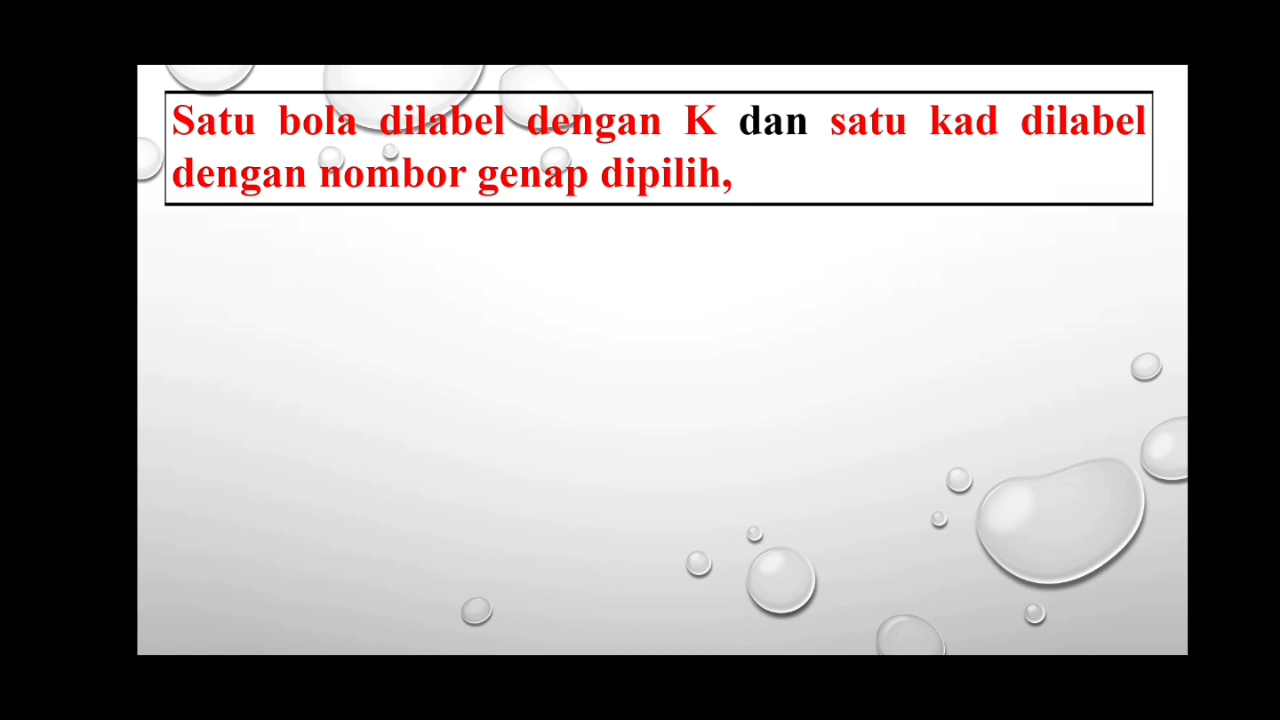 Satu bola dilabel dengan K dan satu kad dilabel
dengan nombor genap dipilih,